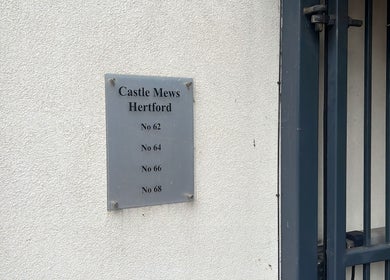 Castle Mews
Hertford
No 62
No 64
No 66
No 68